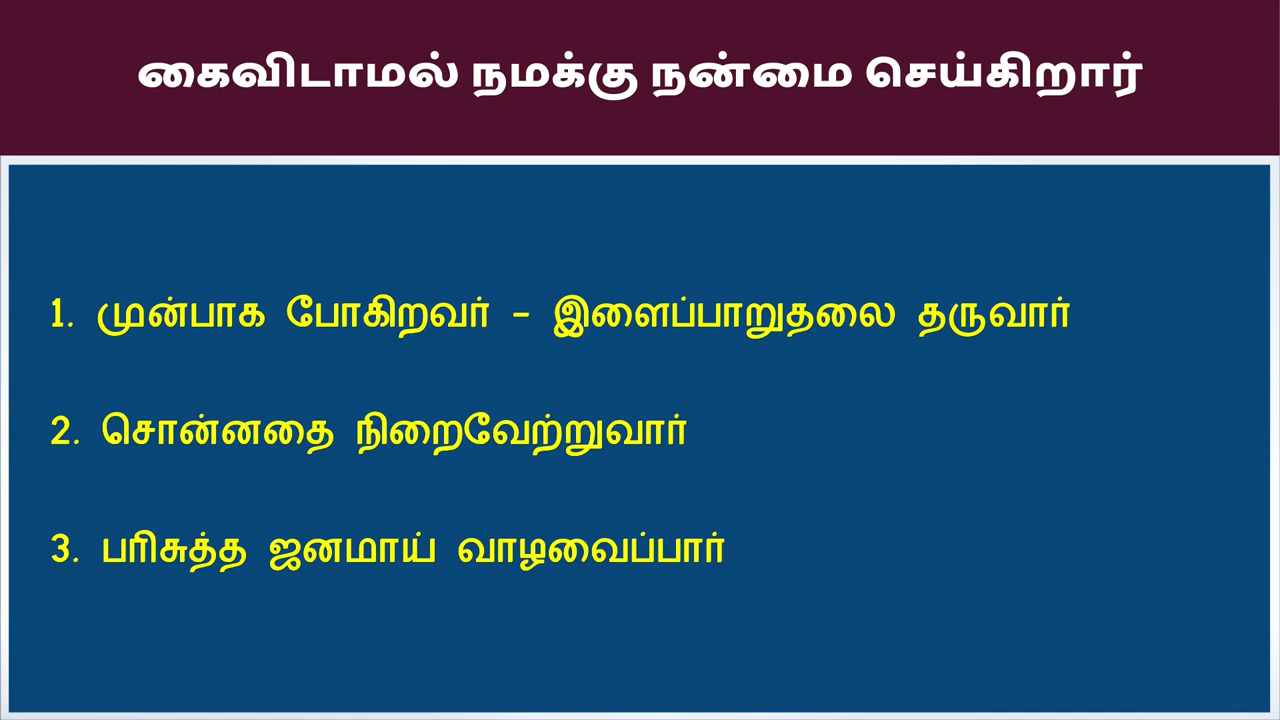 கைவிடாமல் நமக்கு நன்மை செய்கிறார்
1. முன்பாக போகிறவர் - இளைப்பாறுதலை தருவார்
2. சொன்னதை நிறைவேற்றுவார்
3. பரிசுத்த ஜனமாய் வாழவைப்பார்